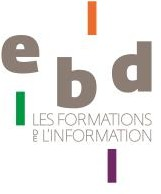 ebd
LES FORMATIONS
DE L'INFORMATION